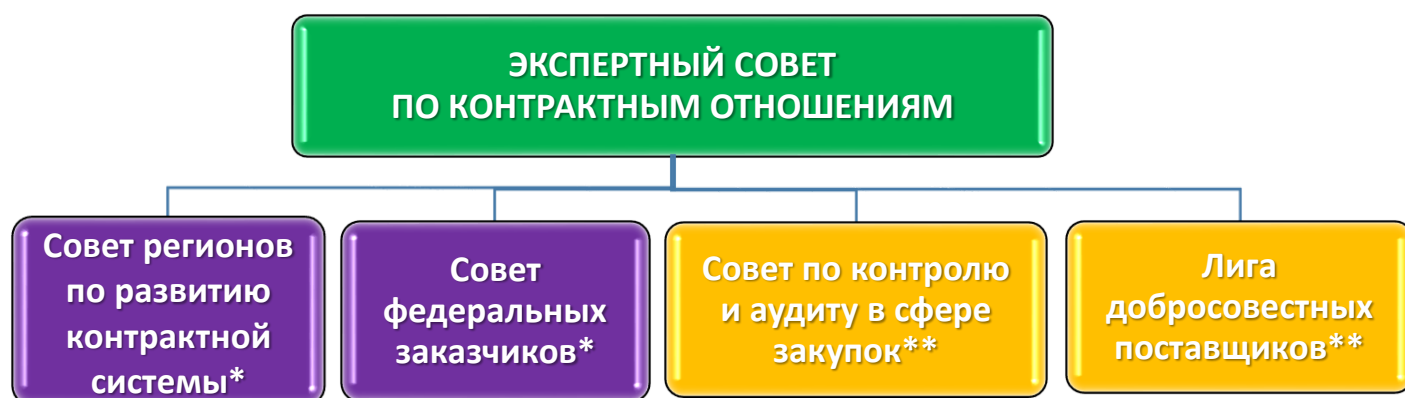 ЭКСПЕРТНЫЙ СОВЕТ
ПО КОНТРАКТНЫМ ОТНОШЕНИЯМ
Совет регионов
по развитию
контрактной
системы*
Совет
федеральных
заказчиков*
Совет по контролю
и аудиту в сфере
закупок**
Лига
добросовестных
поставщиков**